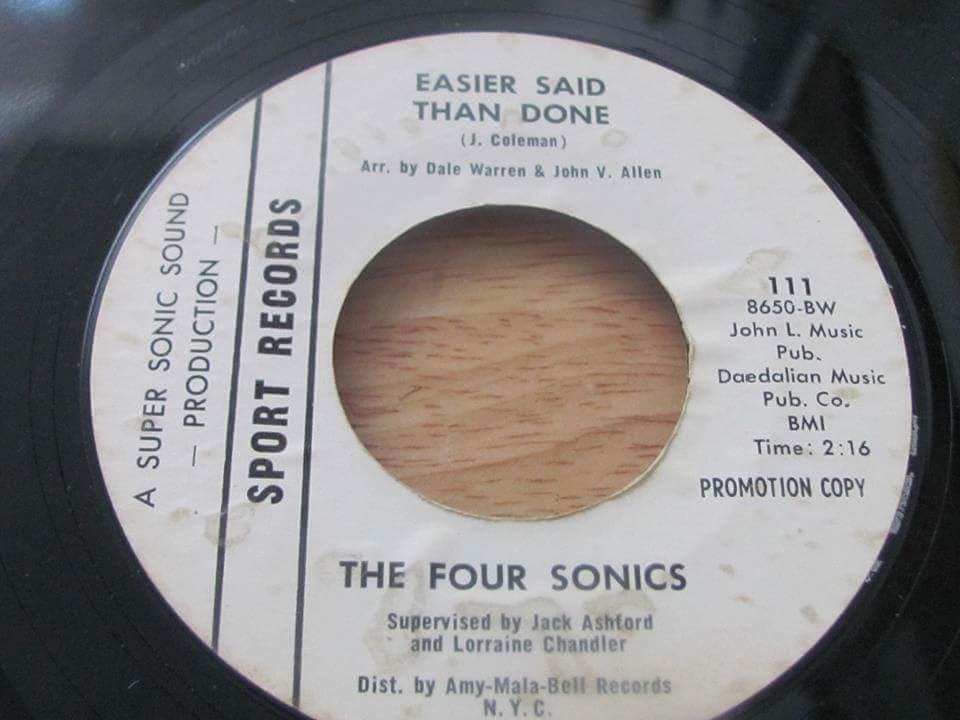 EASIER SAID
THAN DONE
(J. Coleman)
Arr. by Dale Warren & John V. Allen
A SUPER SONIC SOUND
— PRODUCTION —
SPORT RECORDS
111
8650-BW
John L. Music
Pub.
Daedalian Music
Pub. Co.
BMI
Time: 2:16
PROMOTION COPY
THE FOUR SONICS
Supervised by Jack Ashford
and Lorraine Chandler
Dist. by Amy-Mala-Bell Records
N.Y.C.